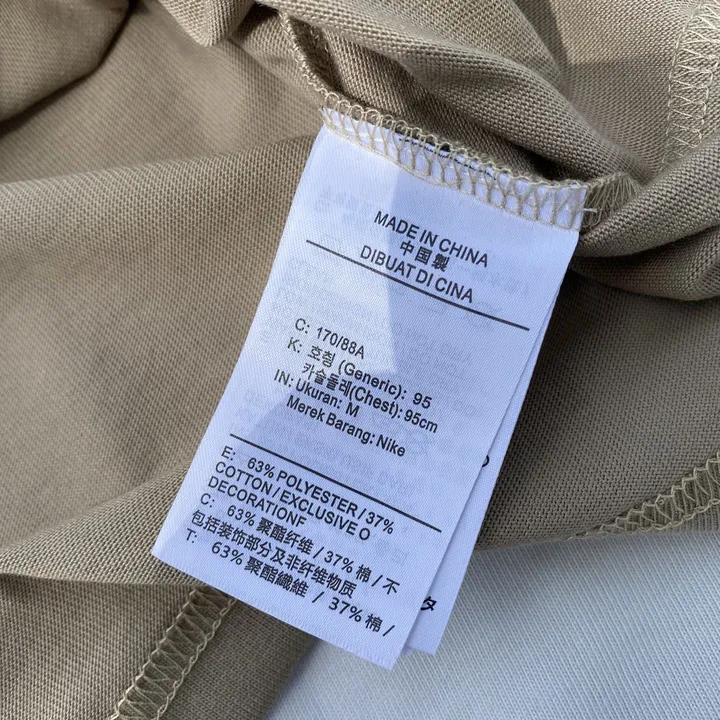 MADE IN CHINA
中国製
DIBUAT DI CINA
C: 170/88A
K: 호칭 (Generic): 95
카슴돌레(Chest): 95cm
IN: Ukuran: M
Merek Barang: Nike
E: 63% POLYESTER / 37%
COTTON / EXCLUSIVE O
DECORATIONF
C: 63% 聚酯纤维 / 37% 棉 / 不
包括装饰部分及非纤维物质
T: 63% 聚酯纖維 / 37% 棉 /